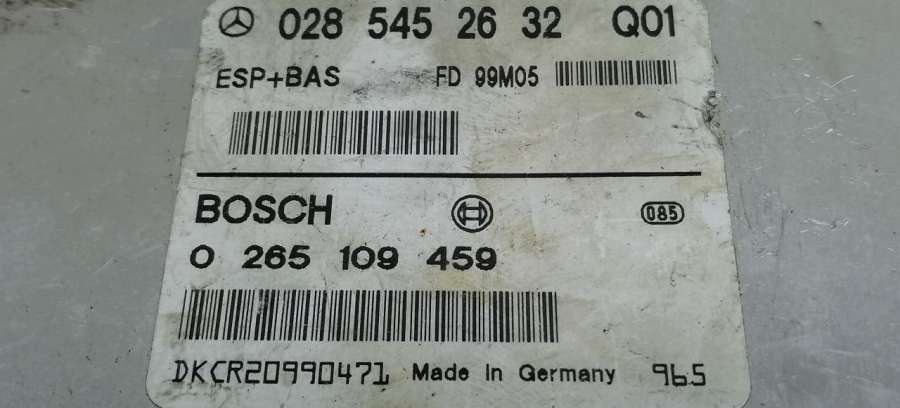 028 545 26 32 Q01
ESP+BAS FD 99M05
BOSCH 085
0 265 109 459
DKCR20990471 Made in Germany 965